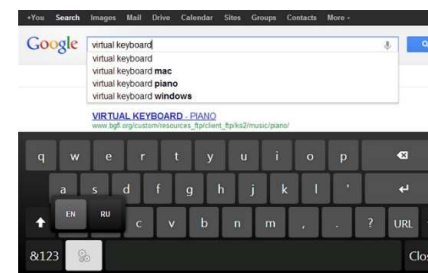 +You Search Images Mail Drive Calendar Sites Groups Contacts More
Google virtual keyboard
virtual keyboard
virtual keyboard mac
virtual keyboard piano
virtual keyboard windows
VIRTUAL KEYBOARD - PIANO
www.bgfl.org/custom/resources_ftp/client_ftp/ks2/music/piano/
q w e r t y u i o p
a s d f g h j k l '
EN RU c v b n m , . ? URL
&123 Clo